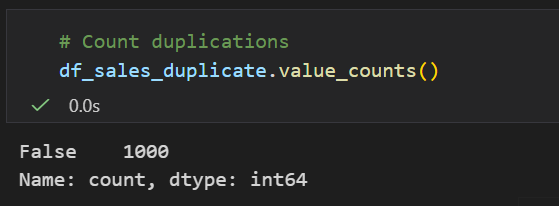 # Count duplications
df_sales_duplicate.value_counts()
0.0s
False    1000
Name: count, dtype: int64